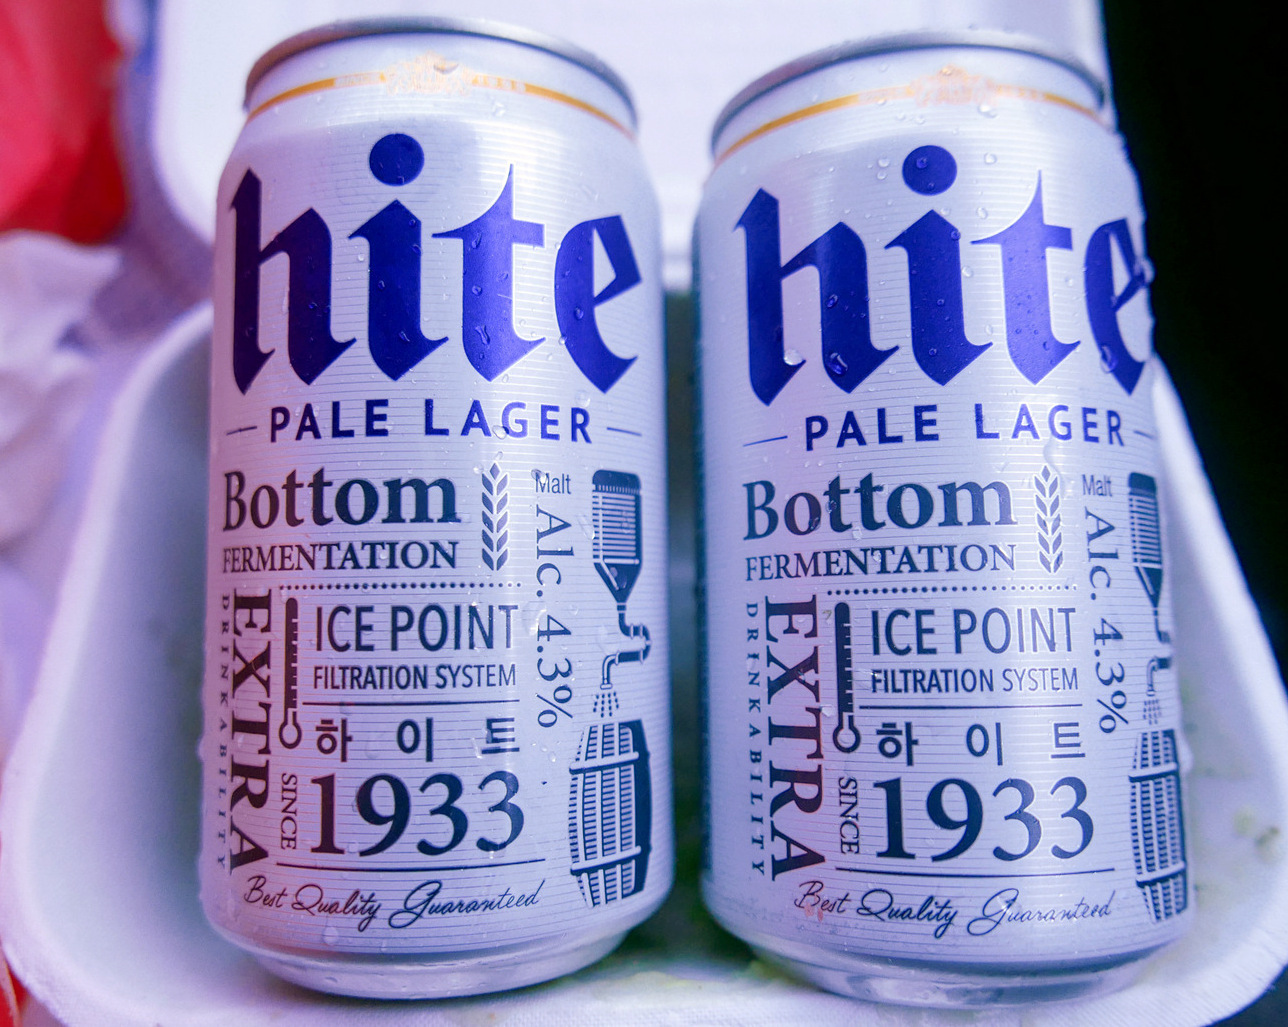 hite
PALE LAGER
Bottom
FERMENTATION
Malt
Alc. 4.3%
EXTRA
DRINKABILITY
ICE POINT
FILTRATION SYSTEM
하이트
SINCE
1933
Best Quality Guaranteed
hite
PALE LAGER
Bottom
FERMENTATION
Malt
Alc. 4.3%
EXTRA
DRINKABILITY
ICE POINT
FILTRATION SYSTEM
하이트
SINCE
1933
Best Quality Guaranteed